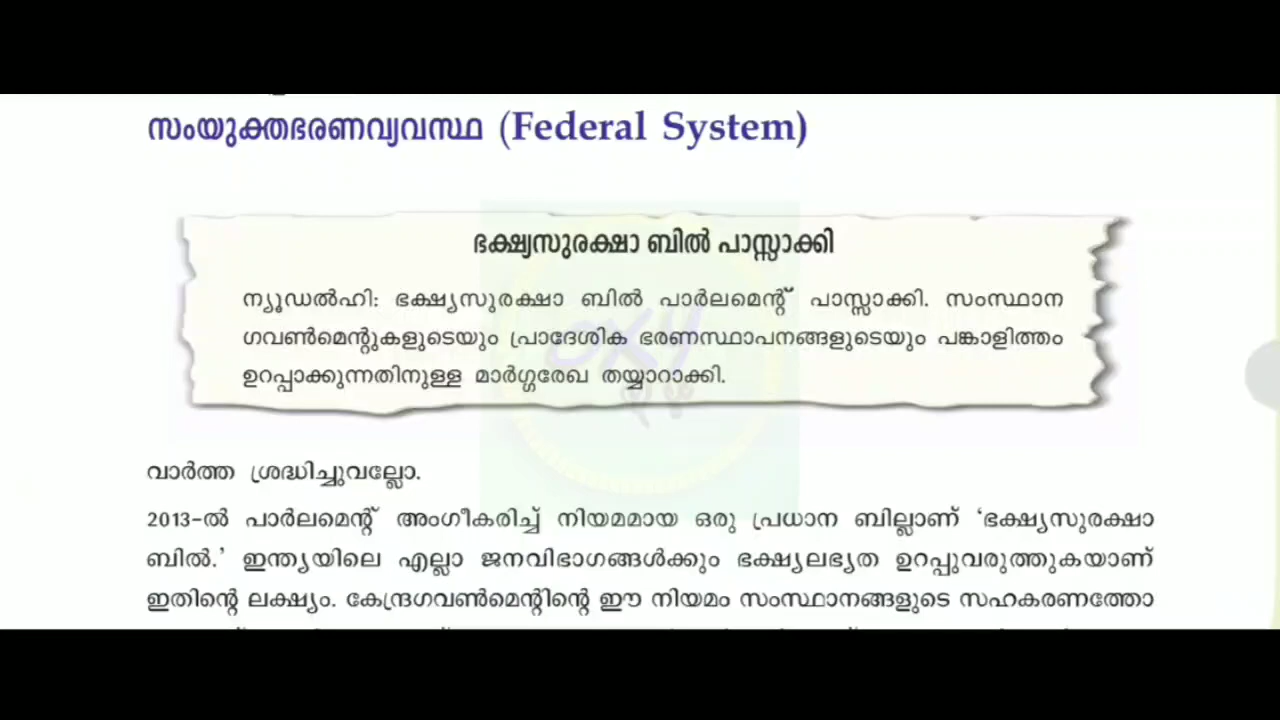 സംയുക്തഭരണവ്യവസ്ഥ (Federal System)
ഭക്ഷ്യസുരക്ഷാ ബിൽ പാസ്സാക്കി
ന്യൂഡൽഹി: ഭക്ഷ്യസുരക്ഷാ ബിൽ പാർലമെന്റ് പാസ്സാക്കി. സംസ്ഥാന
ഗവൺമെന്റുകളുടെയും പ്രാദേശിക ഭരണസ്ഥാപനങ്ങളുടെയും പങ്കാളിത്തം
ഉറപ്പാക്കുന്നതിനുള്ള മാർഗ്ഗരേഖ തയ്യാറാക്കി.
വാർത്ത ശ്രദ്ധിച്ചുവല്ലോ.
2013-ൽ പാർലമെന്റ് അംഗീകരിച്ച് നിയമമായ ഒരു പ്രധാന ബില്ലാണ് 'ഭക്ഷ്യസുരക്ഷാ
ബിൽ.' ഇന്ത്യയിലെ എല്ലാ ജനവിഭാഗങ്ങൾക്കും ഭക്ഷ്യലഭ്യത ഉറപ്പുവരുത്തുകയാണ്
ഇതിന്റെ ലക്ഷ്യം. കേന്ദ്രഗവൺമെന്റിന്റെ ഈ നിയമം സംസ്ഥാനങ്ങളുടെ സഹകരണത്തോ